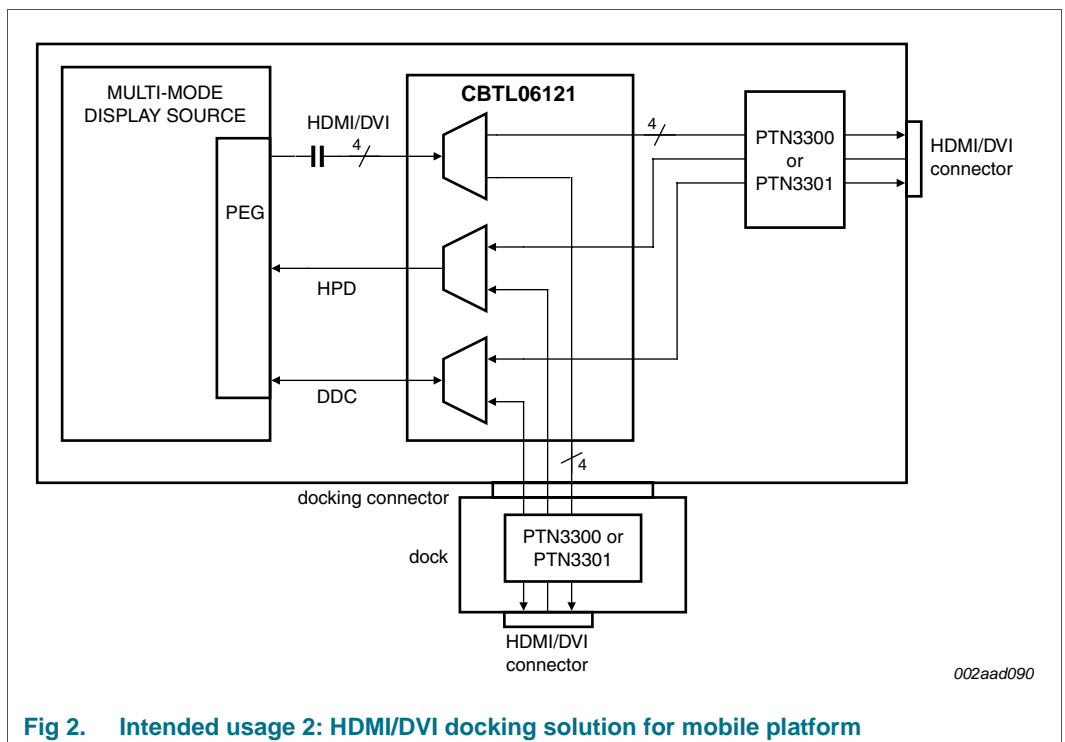 MULTI-MODE
DISPLAY SOURCE
PEG
HDMI/DVI
4
CBTL06121
4
PTN3300
or
PTN3301
HDMI/DVI
connector
HPD
DDC
4
docking connector
dock
PTN3300 or
PTN3301
HDMI/DVI
connector
002aad090
Fig 2. Intended usage 2: HDMI/DVI docking solution for mobile platform